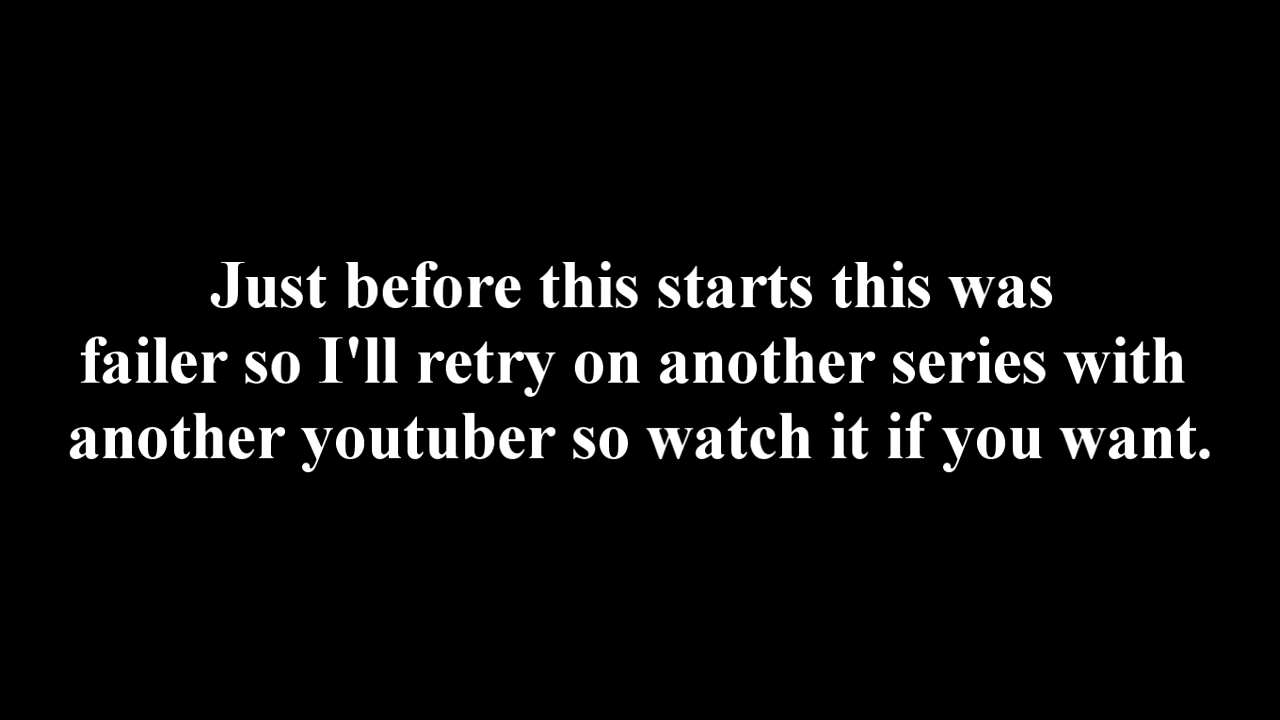 Just before this starts this was
failer so I'll retry on another series with
another youtuber so watch it if you want.